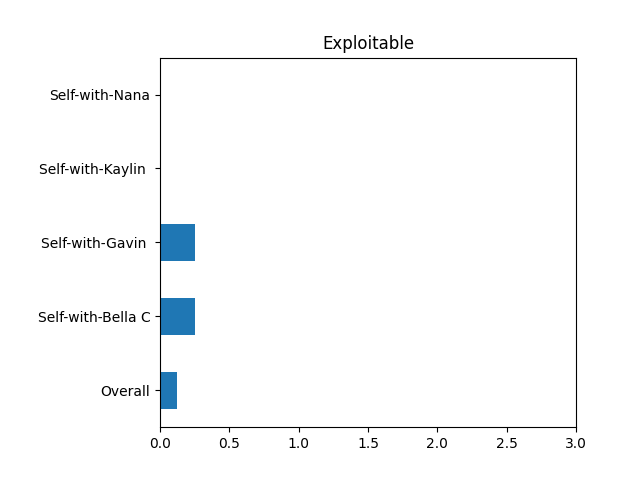 Exploitable
Self-with-Nana
Self-with-Kaylin
Self-with-Gavin
Self-with-Bella C
Overall
0.0 0.5 1.0 1.5 2.0 2.5 3.0